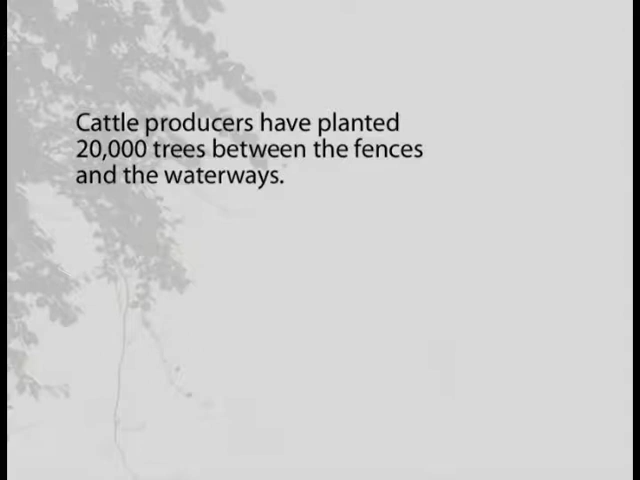 Cattle producers have planted
20,000 trees between the fences
and the waterways.